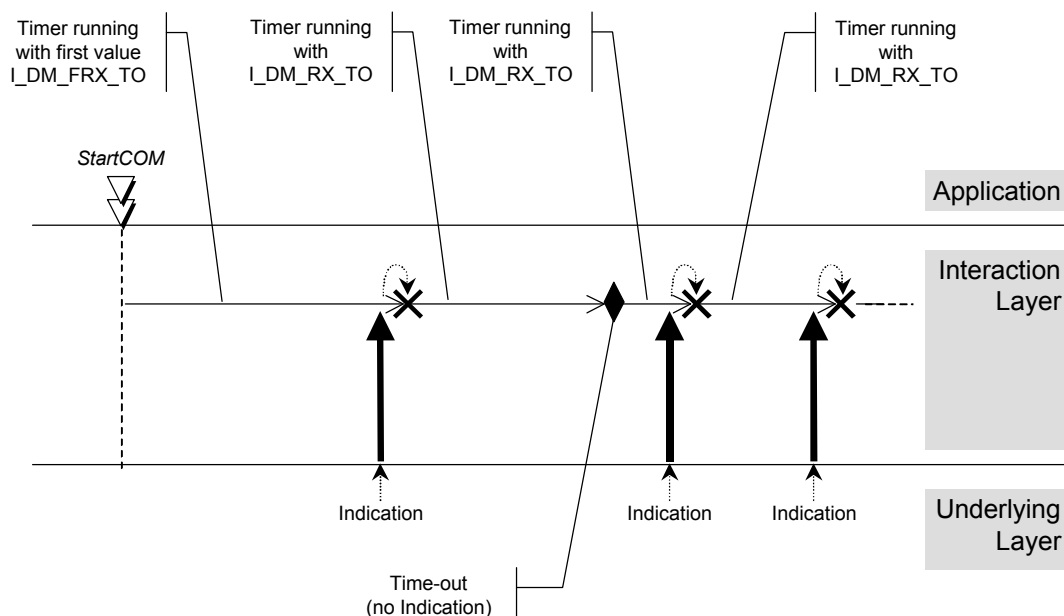 Timer running
with first value
I_DM_FRX_TO
Timer running
with
I_DM_RX_TO
Timer running
with
I_DM_RX_TO
Timer running
with
I_DM_RX_TO
StartCOM
Application
Interaction
Layer
Indication
Indication
Indication
Underlying
Layer
Time-out
(no Indication)